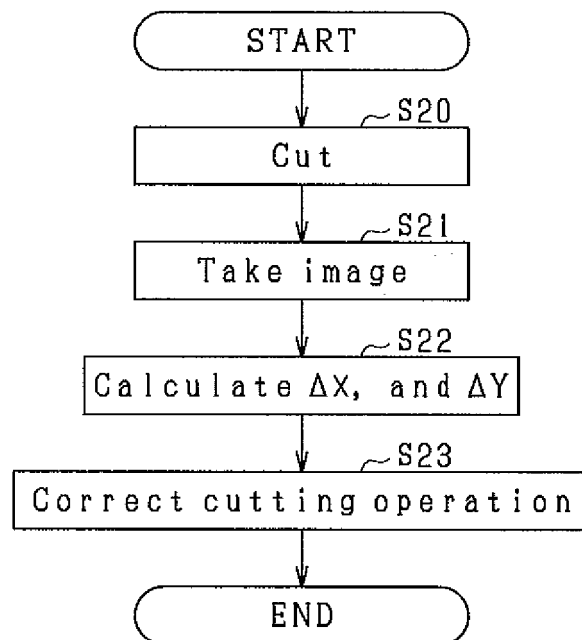 START
S20
Cut
S21
Take image
S22
Calculate ΔX, and ΔY
S23
Correct cutting operation
END